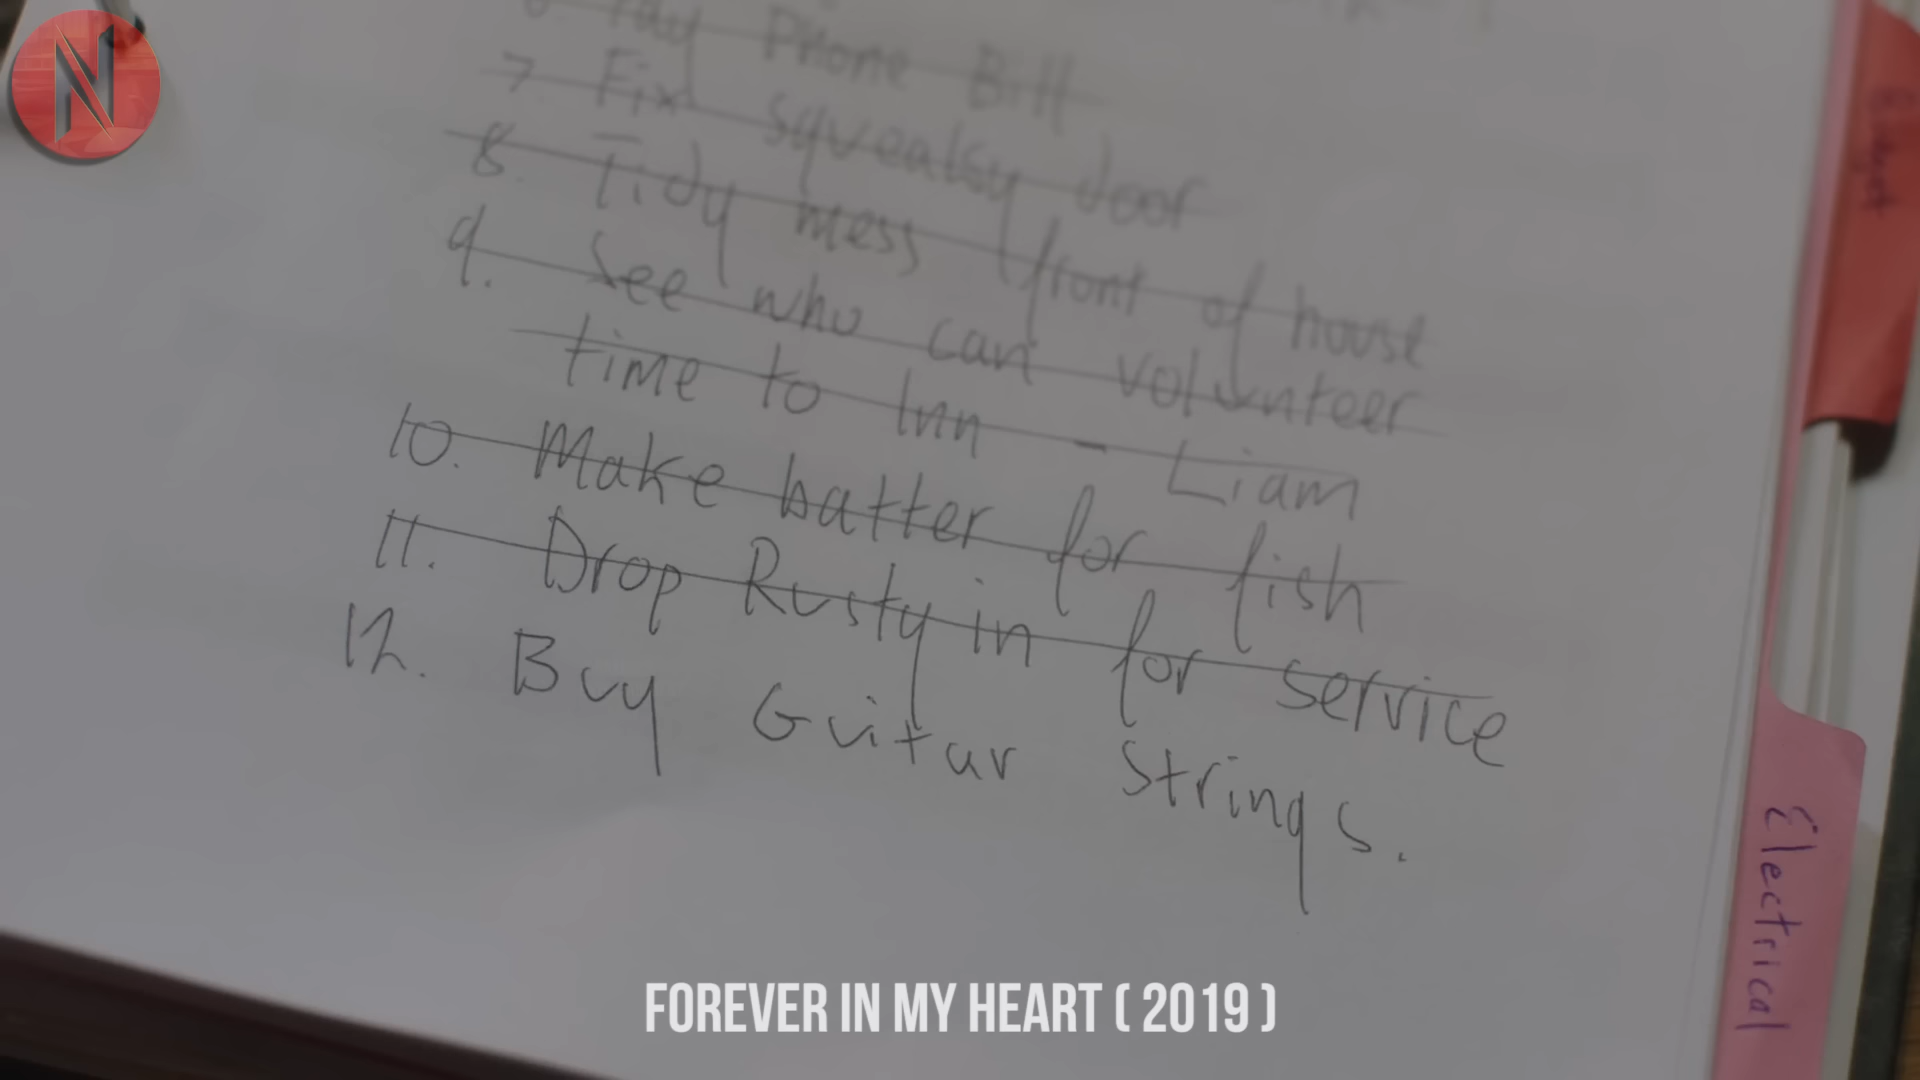 Pay Phone Bill
7 Fix squeaky door
8. Tidy mess front of house
9. See who can volunteer
time to Inn - Liam
10. Make batter for fish
11. Drop Rusty in for service
12. Buy Guitar Strings.
Electrical
N
FOREVER IN MY HEART ( 2019 )